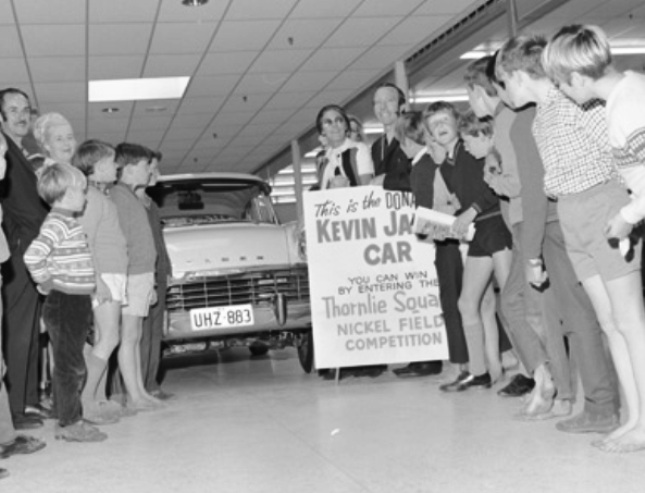 This is the DONA
KEVIN JA
CAR
YOU CAN WIN
BY ENTERING THE
Thornlie Squa
NICKEL FIELD
COMPETITION
UHZ·883